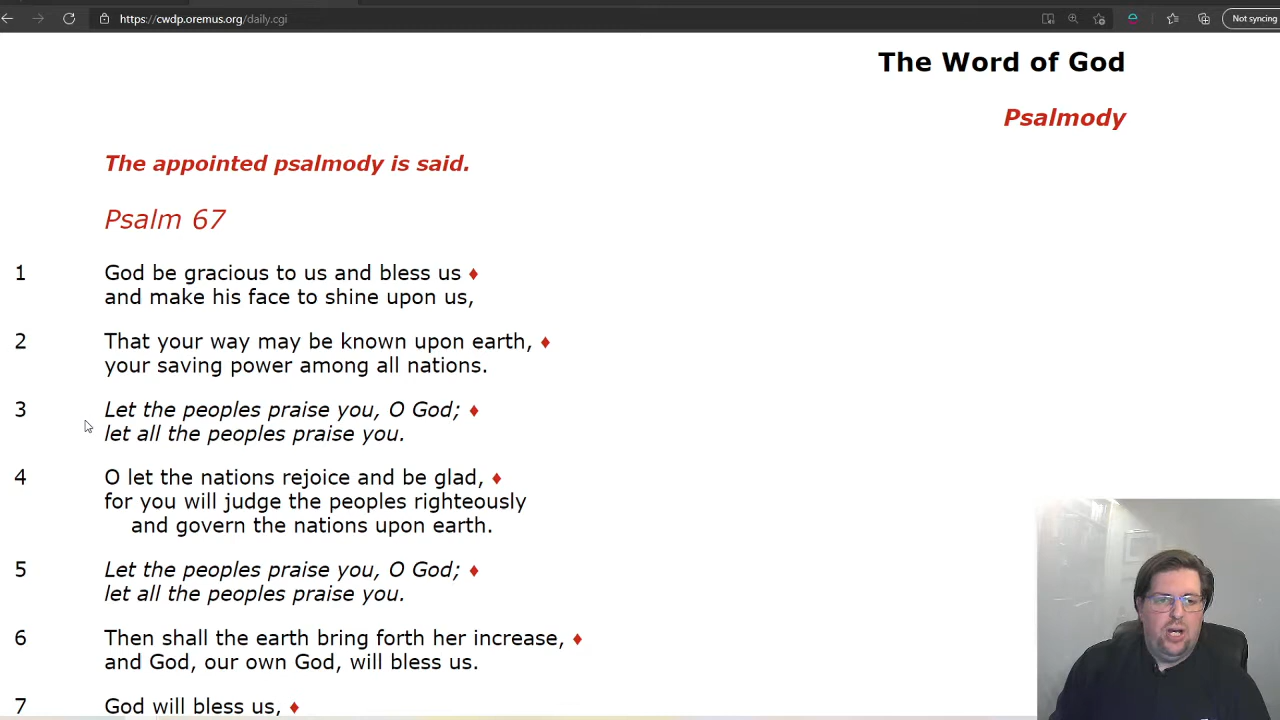 https://cwdp.oremus.org/daily.cgi
Not syncing
The Word of God
Psalmody
The appointed psalmody is said.
Psalm 67
1 God be gracious to us and bless us ♦
and make his face to shine upon us,
2 That your way may be known upon earth, ♦
your saving power among all nations.
3 Let the peoples praise you, O God; ♦
let all the peoples praise you.
4 O let the nations rejoice and be glad, ♦
for you will judge the peoples righteously
and govern the nations upon earth.
5 Let the peoples praise you, O God; ♦
let all the peoples praise you.
6 Then shall the earth bring forth her increase, ♦
and God, our own God, will bless us.
7 God will bless us, ♦